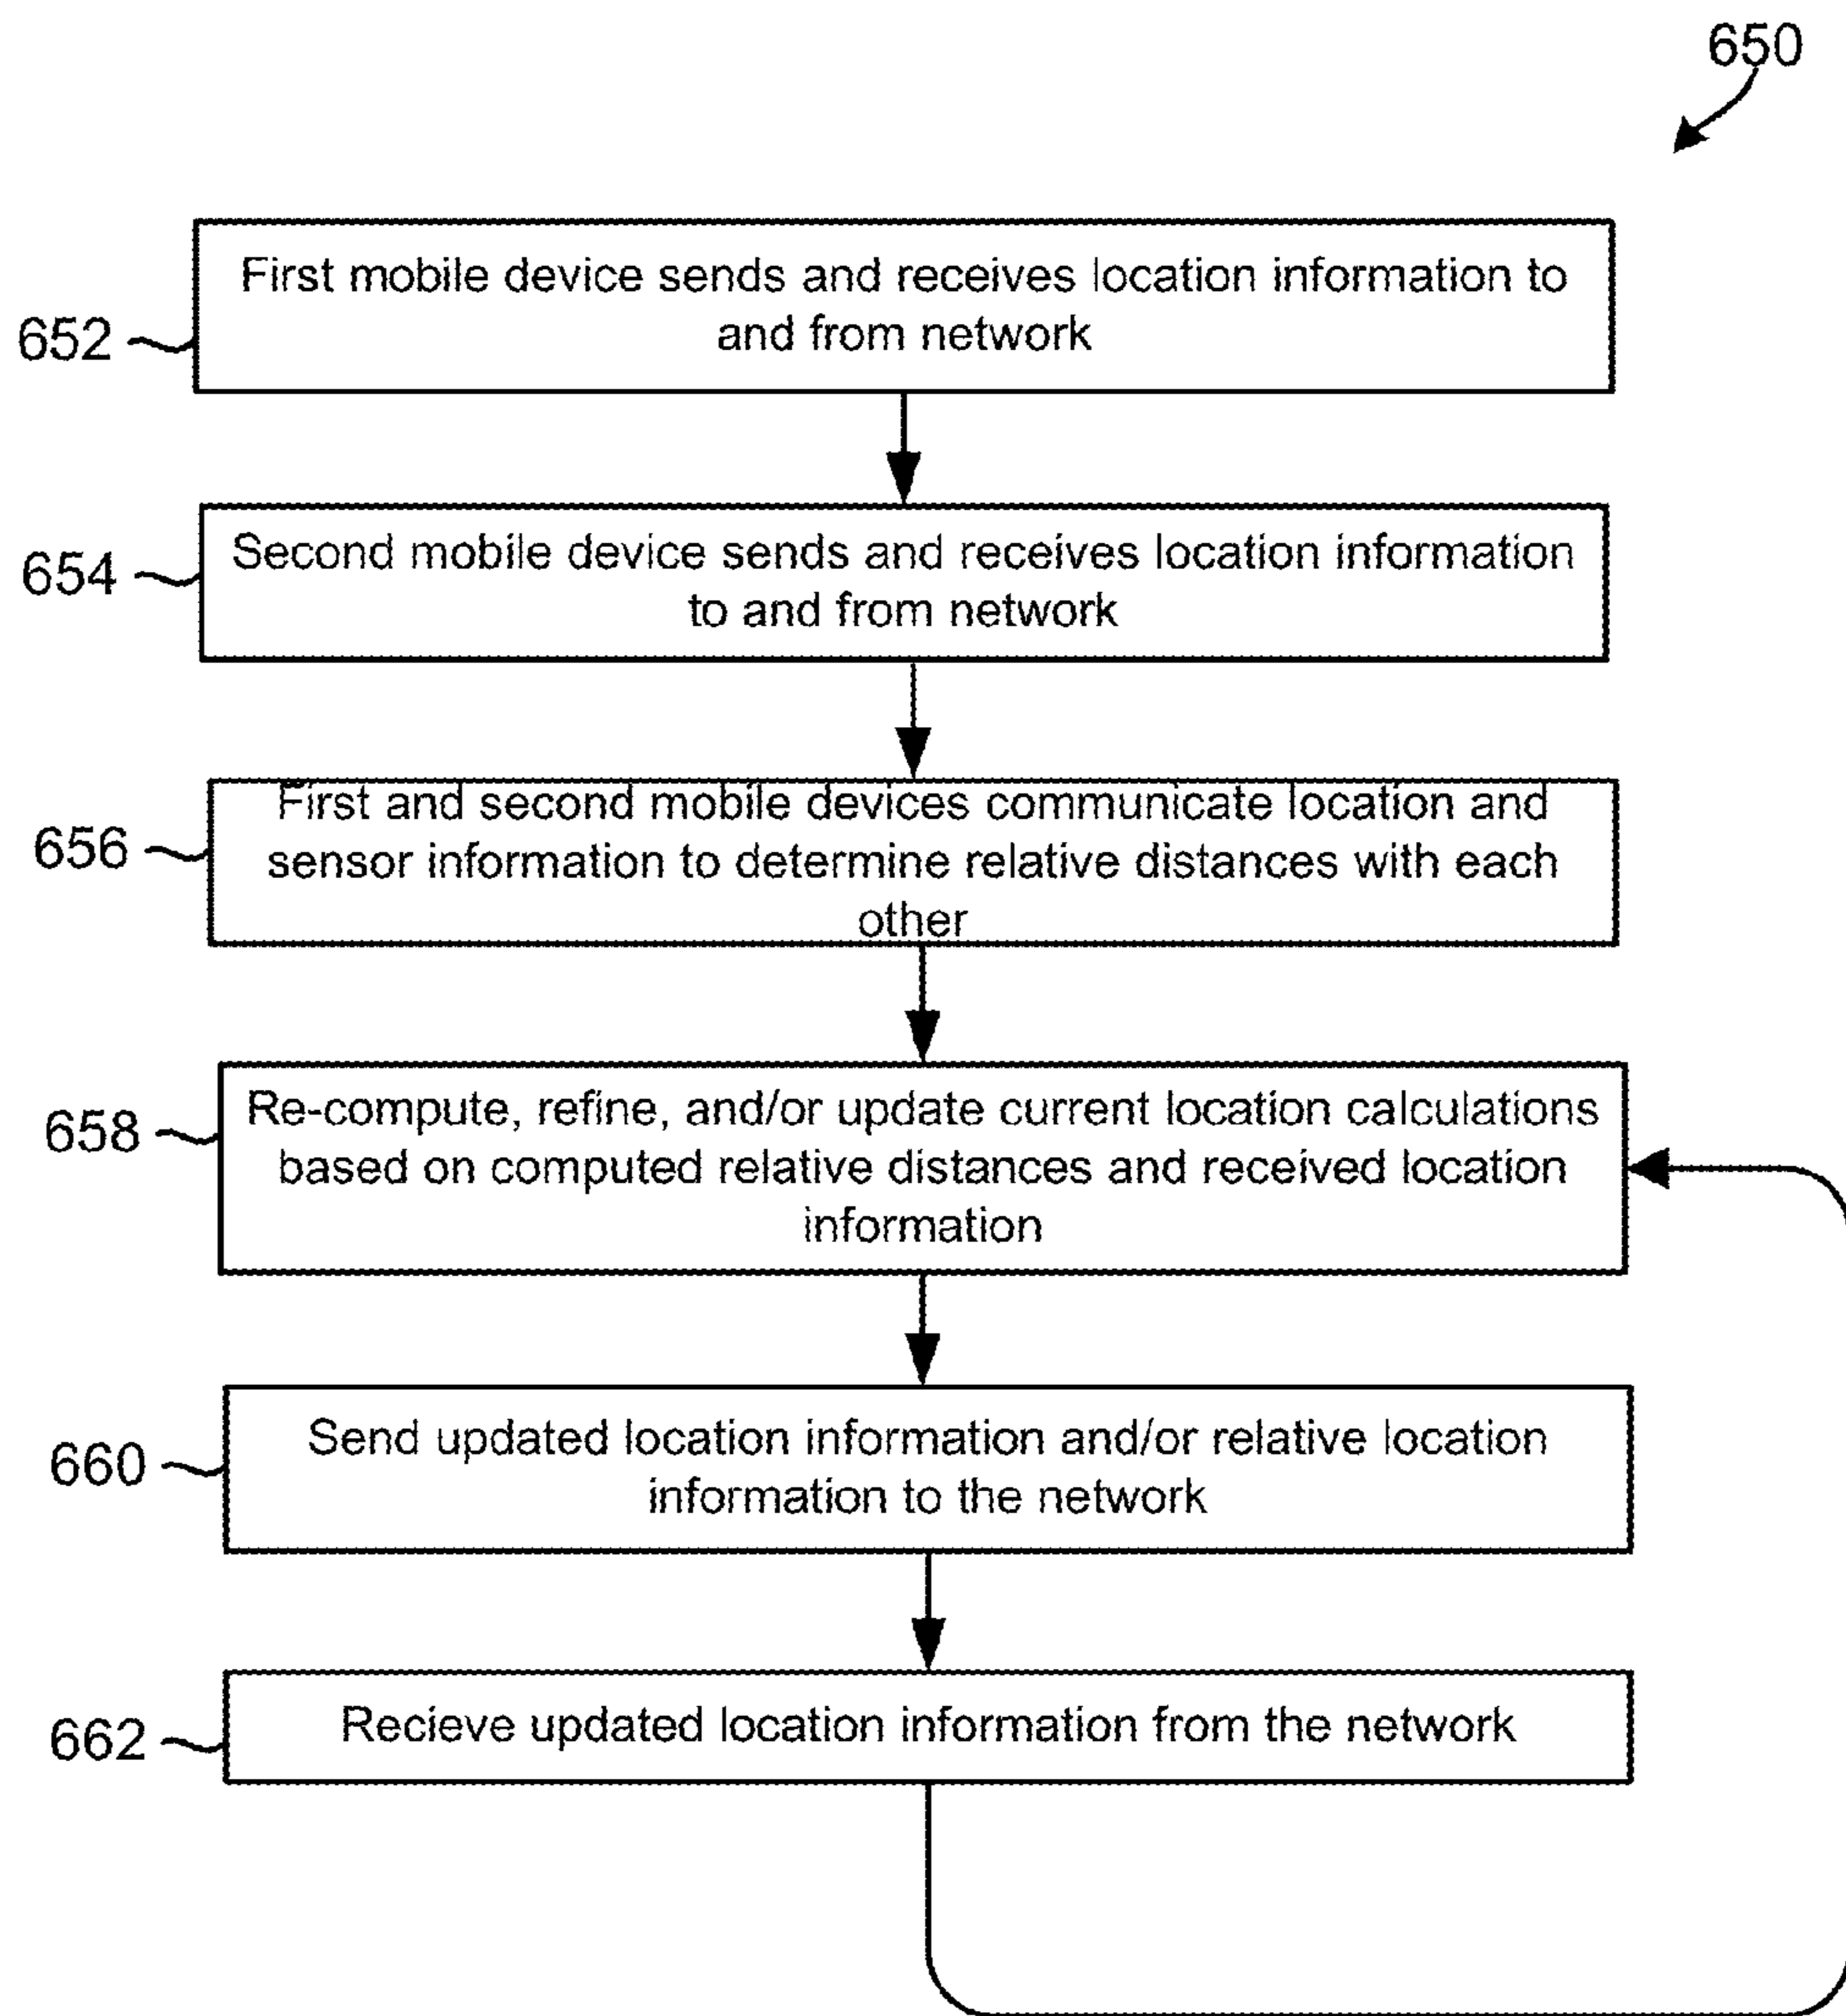 650
First mobile device sends and receives location information to
and from network
652
Second mobile device sends and receives location information
to and from network
654
First and second mobile devices communicate location and
sensor information to determine relative distances with each
other
656
Re-compute, refine, and/or update current location calculations
based on computed relative distances and received location
information
658
Send updated location information and/or relative location
information to the network
660
Recieve updated location information from the network
662